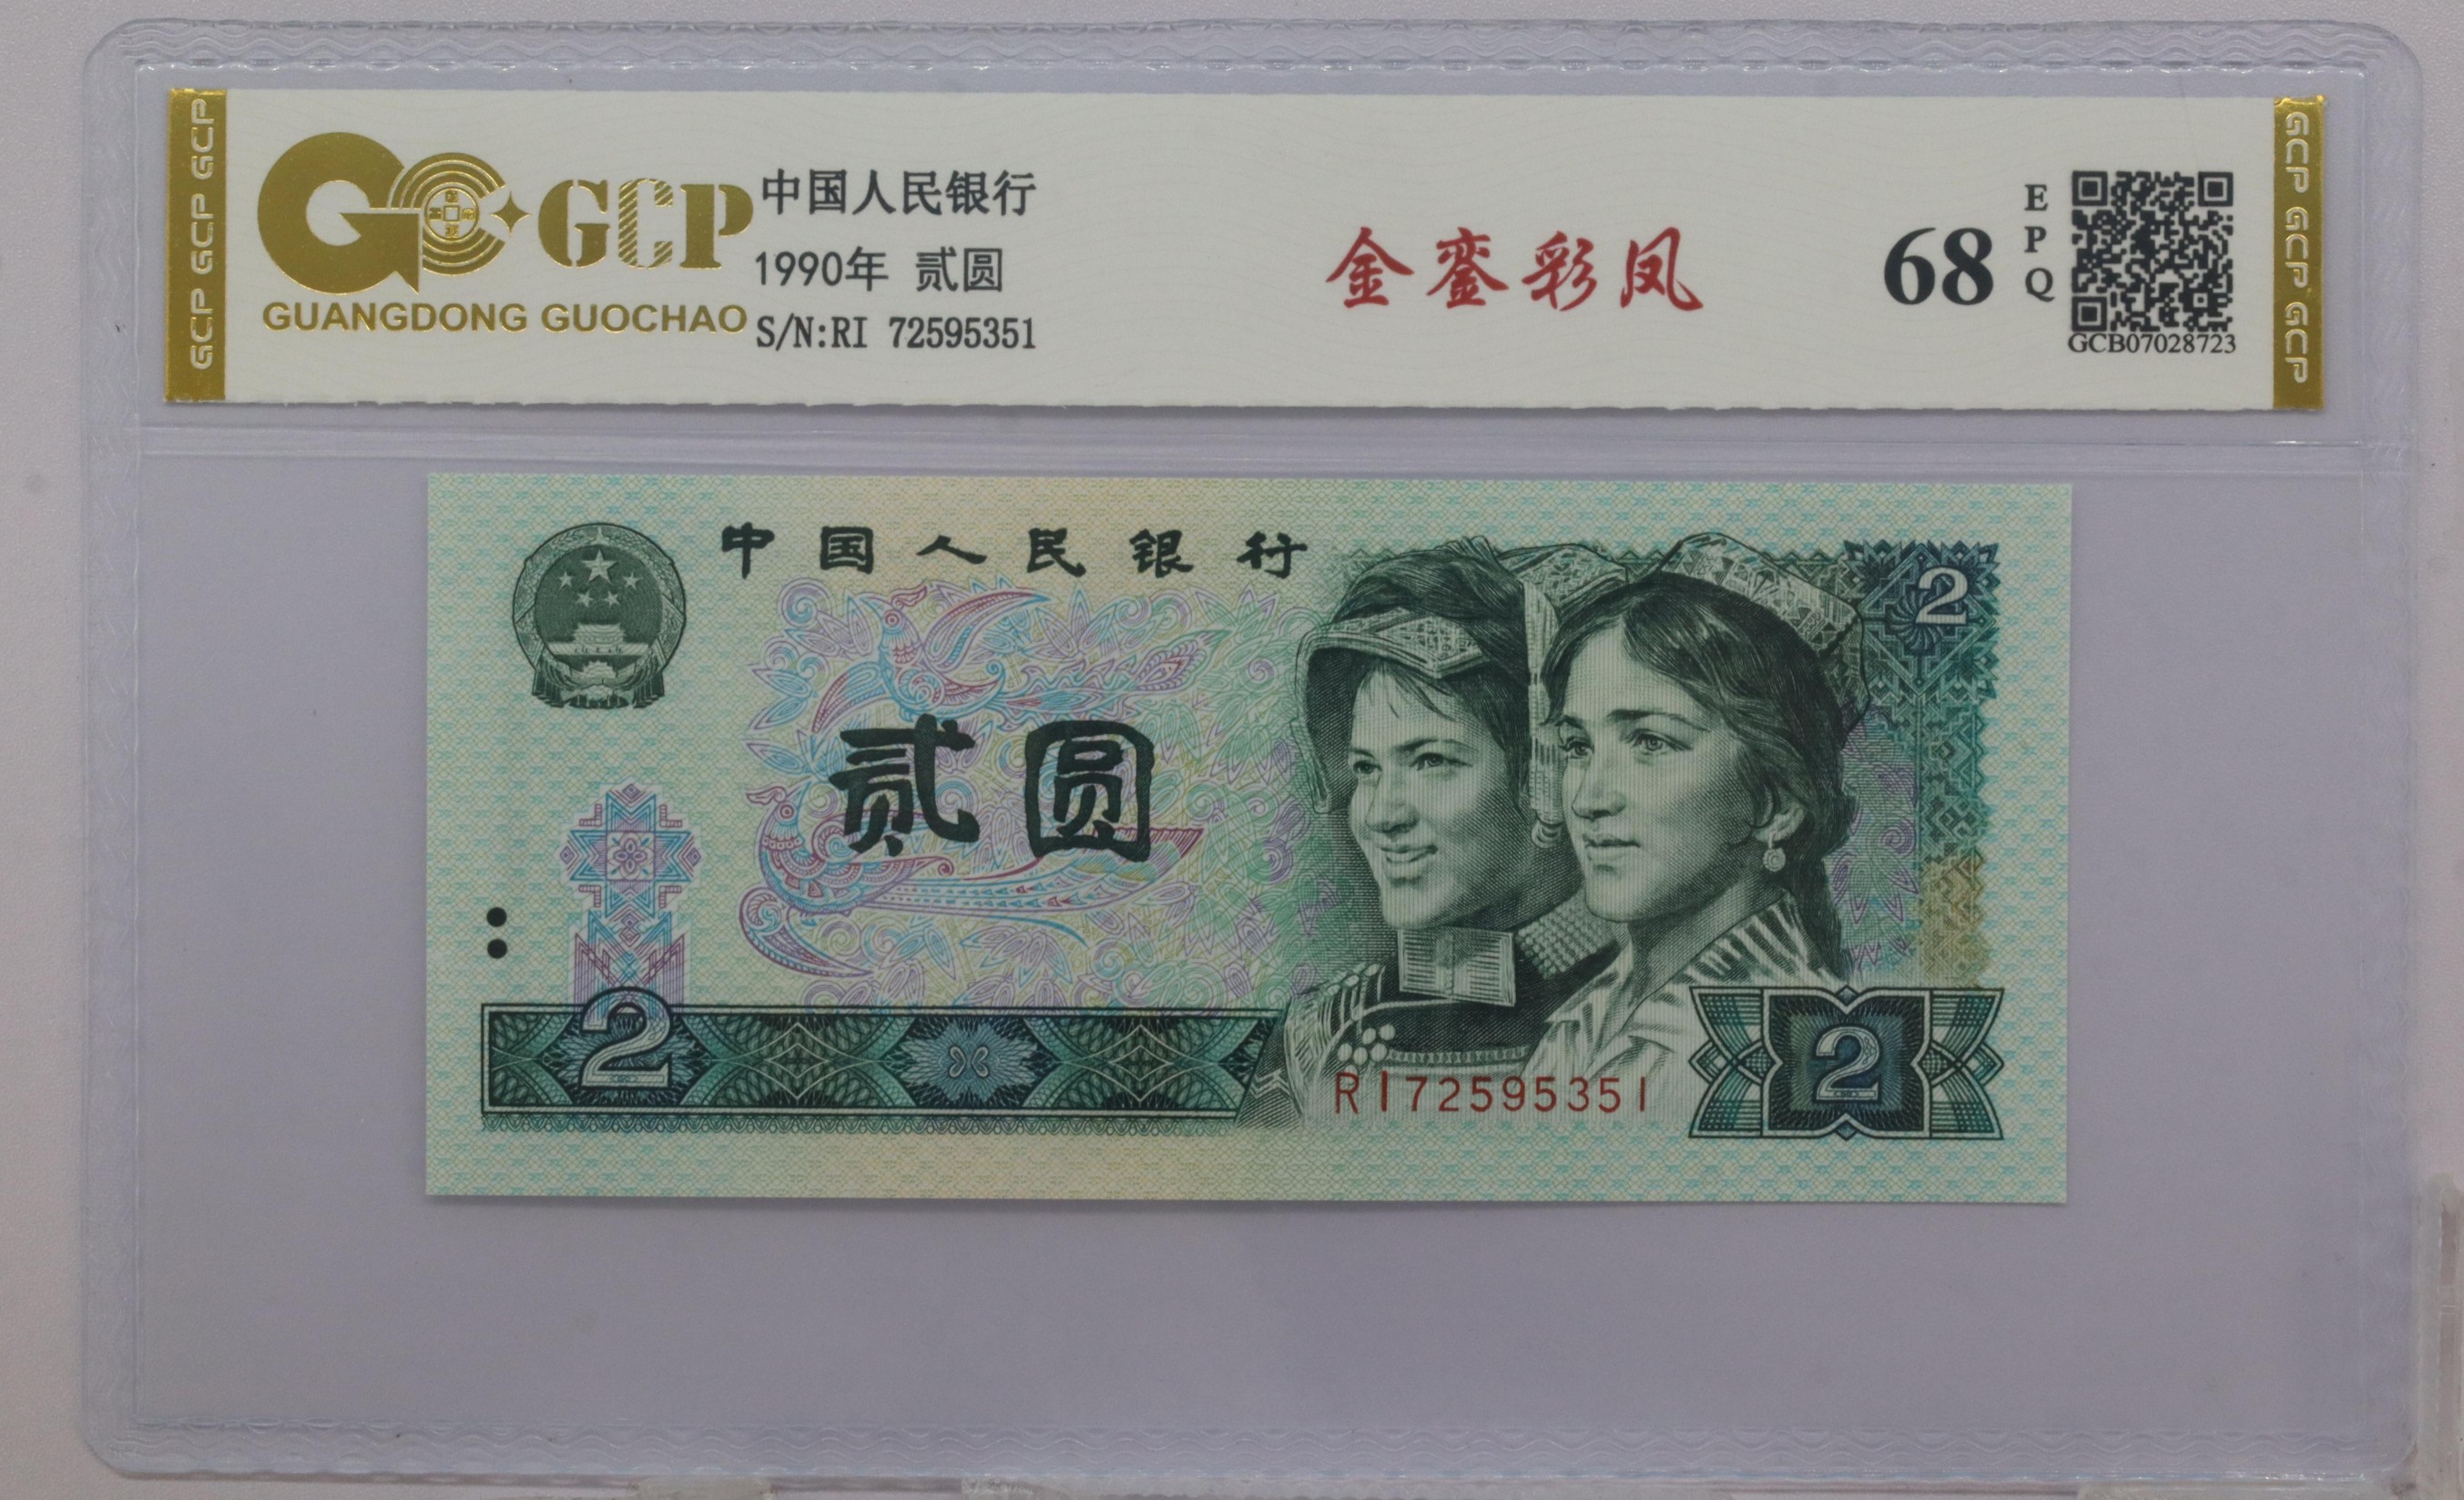 GCP GCP GCP
GCP
GUANGDONG GUOCHAO
中国人民银行
1990年 贰圆
S/N:RI 72595351
金銮彩凤
68
EPQ
GCB07028723
GCP GCP GCP
中国人民银行
2
贰圆
2
RI72595351
2